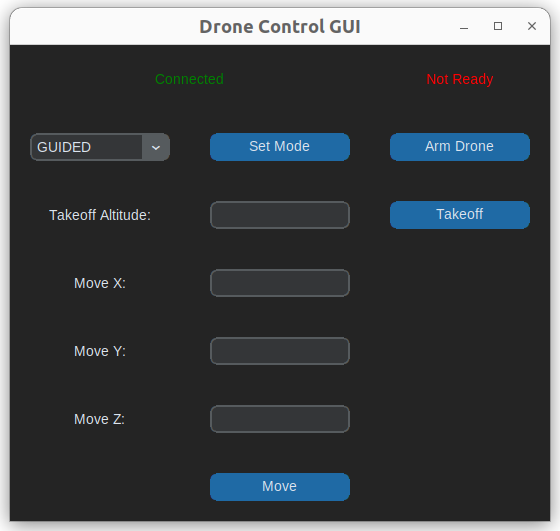 Drone Control GUI
Connected
Not Ready
GUIDED
Set Mode
Arm Drone
Takeoff Altitude:
Takeoff
Move X:
Move Y:
Move Z:
Move